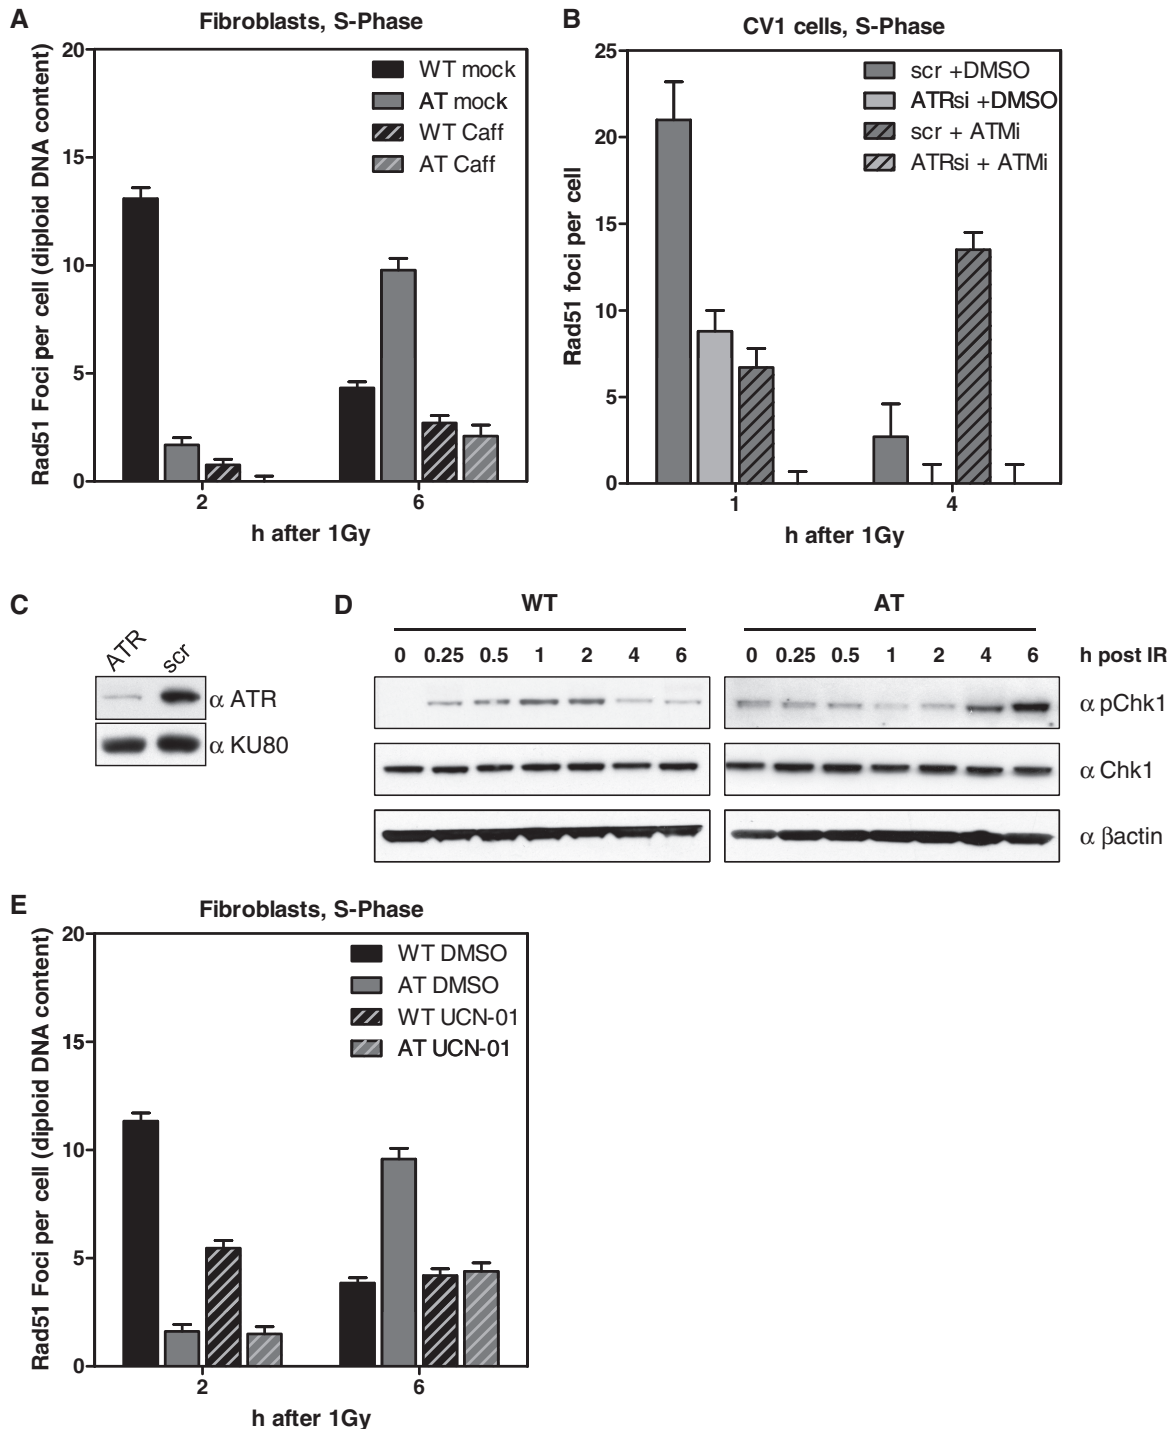 A
Fibroblasts, S-Phase
Rad51 Foci per cell (diploid DNA content)
20
15
10
5
0
WT mock
AT mock
WT Caff
AT Caff
2
6
h after 1Gy
B
CV1 cells, S-Phase
Rad51 foci per cell
25
20
15
10
5
0
scr +DMSO
ATRsi +DMSO
scr + ATMi
ATRsi + ATMi
1
4
h after 1Gy
C
ATR
scr
α ATR
α KU80
D
WT
AT
0 0.25 0.5 1 2 4 6
0 0.25 0.5 1 2 4 6
h post IR
α pChk1
α Chk1
α βactin
E
Fibroblasts, S-Phase
Rad51 Foci per cell (diploid DNA content)
20
15
10
5
0
WT DMSO
AT DMSO
WT UCN-01
AT UCN-01
2
6
h after 1Gy